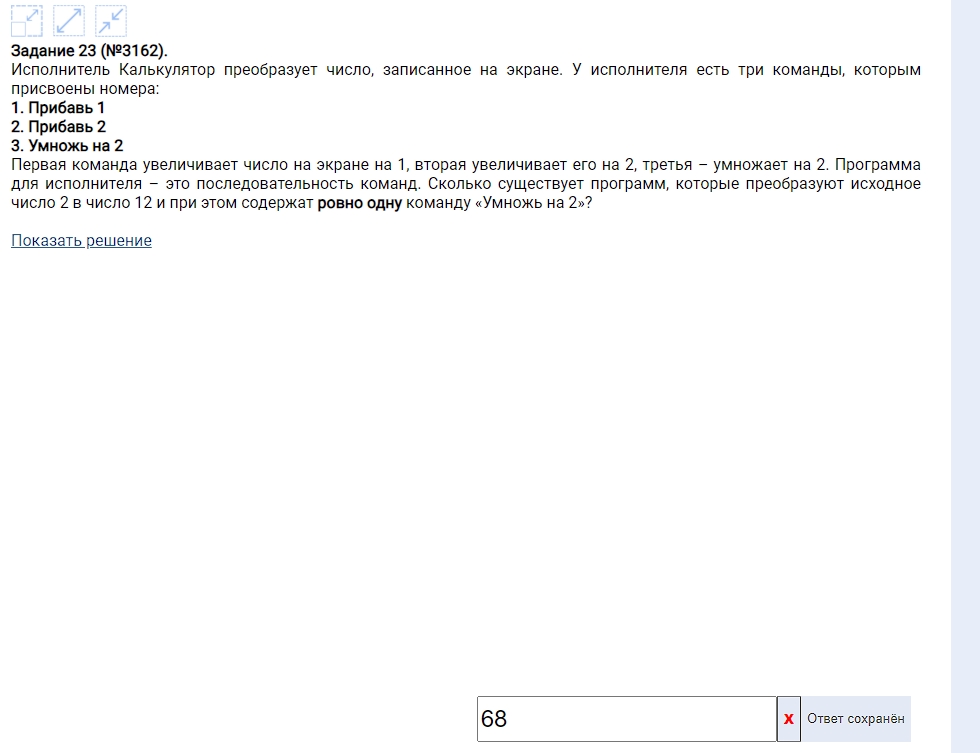 Задание 23 (№3162).
Исполнитель Калькулятор преобразует число, записанное на экране. У исполнителя есть три команды, которым
присвоены номера:
1. Прибавь 1
2. Прибавь 2
3. Умножь на 2
Первая команда увеличивает число на экране на 1, вторая увеличивает его на 2, третья – умножает на 2. Программа
для исполнителя – это последовательность команд. Сколько существует программ, которые преобразуют исходное
число 2 в число 12 и при этом содержат ровно одну команду «Умножь на 2»?
Показать решение
68 x Ответ сохранён